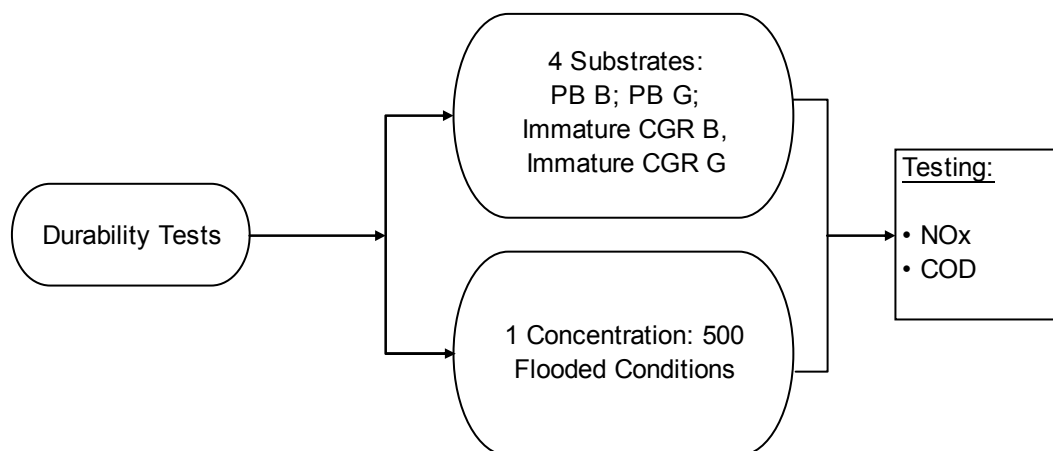 Durability Tests
4 Substrates:
PB B; PB G;
Immature CGR B,
Immature CGR G
1 Concentration: 500
Flooded Conditions
Testing:
• NOx
• COD